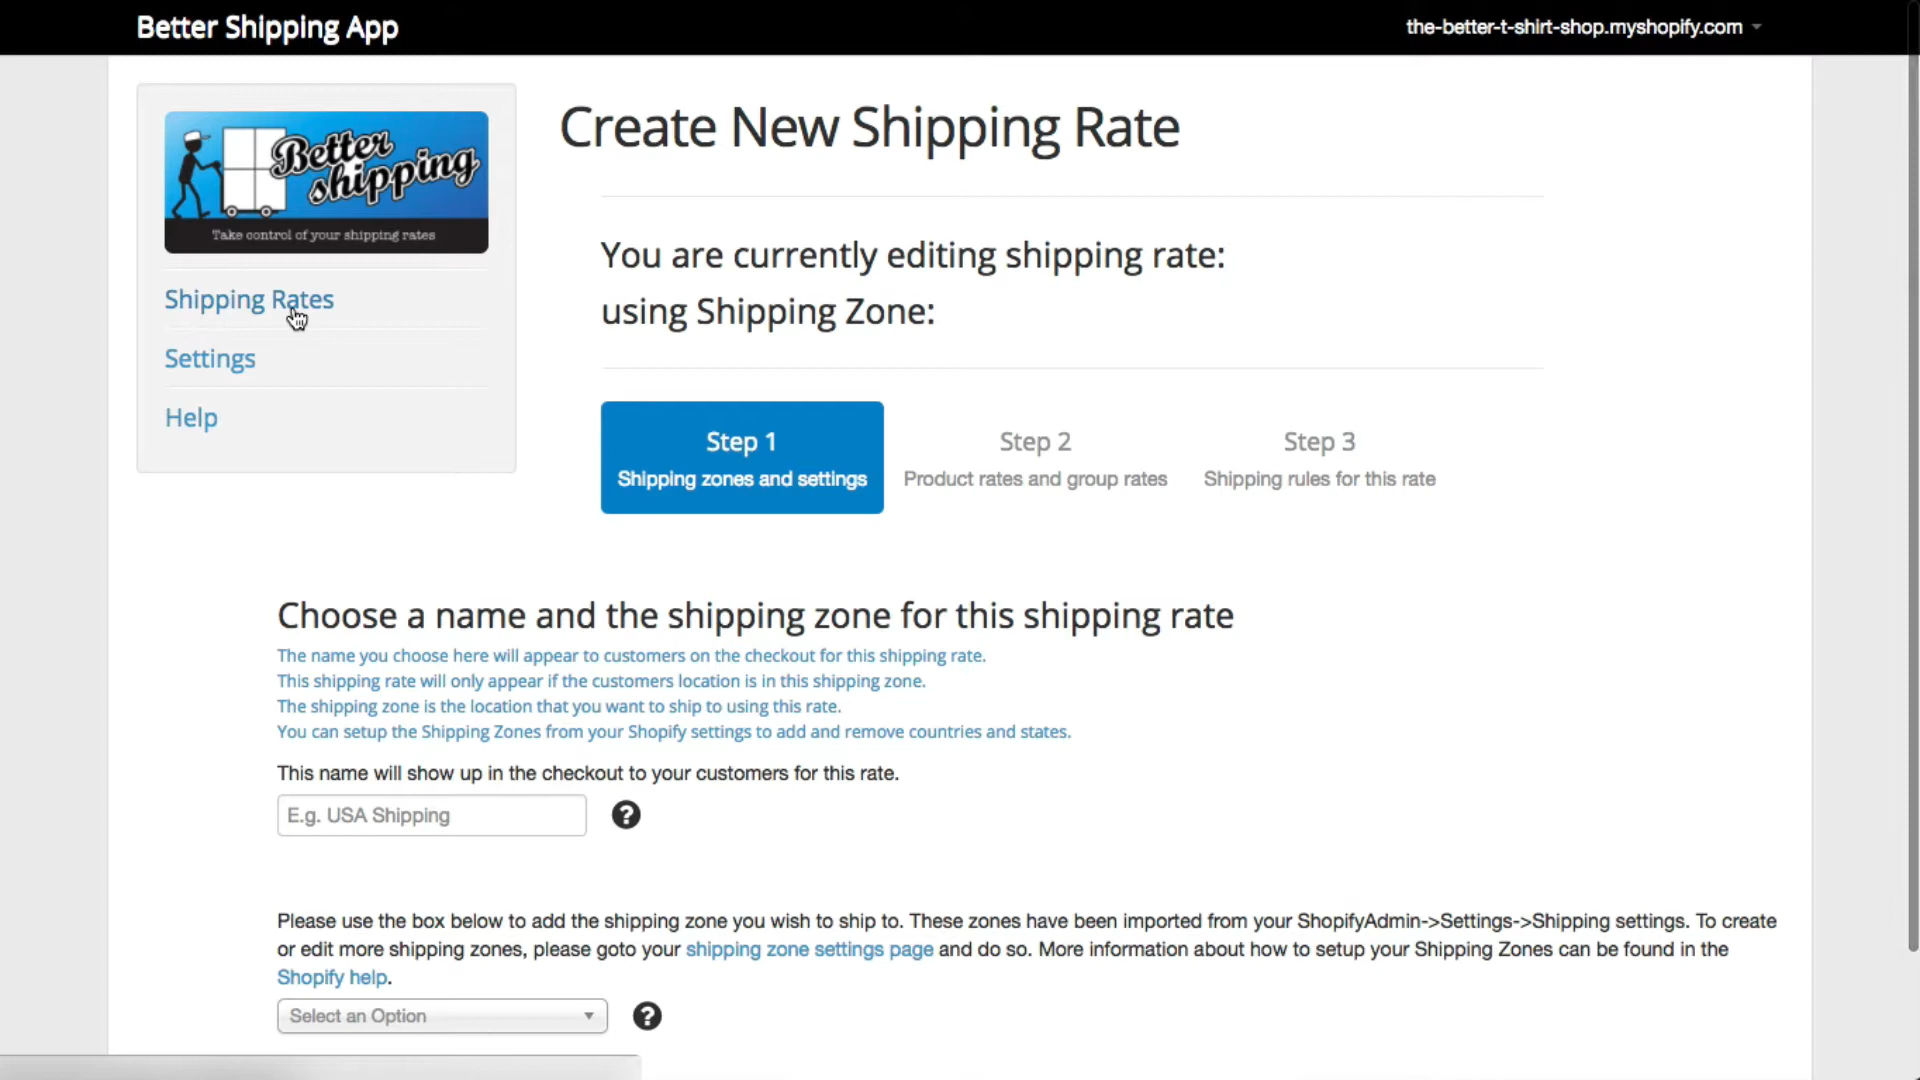 Better Shipping App
the-better-t-shirt-shop.myshopify.com
Better
shipping
Take control of your shipping rates
Shipping Rates
Settings
Help
Create New Shipping Rate
You are currently editing shipping rate:
using Shipping Zone:
Step 1
Shipping zones and settings
Step 2
Product rates and group rates
Step 3
Shipping rules for this rate
Choose a name and the shipping zone for this shipping rate
The name you choose here will appear to customers on the checkout for this shipping rate.
This shipping rate will only appear if the customers location is in this shipping zone.
The shipping zone is the location that you want to ship to using this rate.
You can setup the Shipping Zones from your Shopify settings to add and remove countries and states.
This name will show up in the checkout to your customers for this rate.
E.g. USA Shipping
?
Please use the box below to add the shipping zone you wish to ship to. These zones have been imported from your ShopifyAdmin->Settings->Shipping settings. To create
or edit more shipping zones, please goto your shipping zone settings page and do so. More information about how to setup your Shipping Zones can be found in the
Shopify help.
Select an Option
?